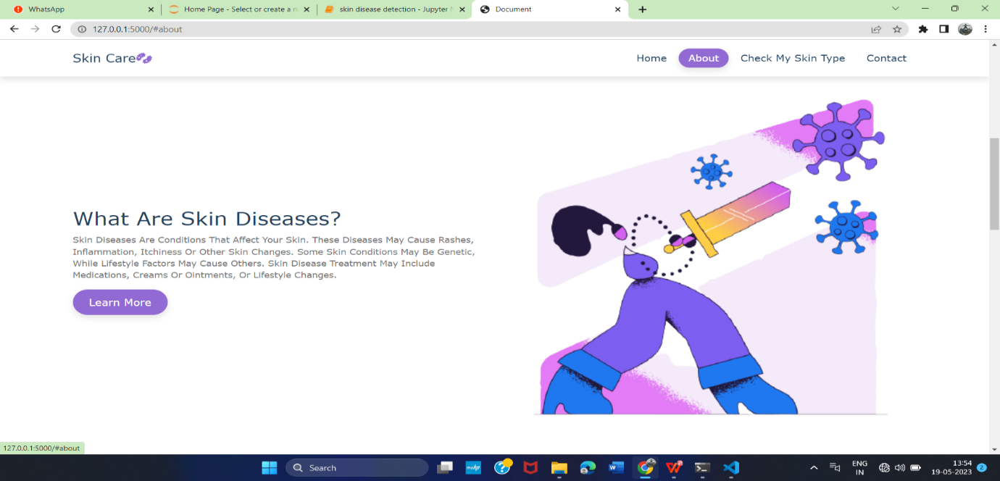 WhatsApp
Home Page - Select or create a n
skin disease detection - Jupyter
Document
127.0.0.1:5000/#about
Skin Care
Home
About
Check My Skin Type
Contact
What Are Skin Diseases?
Skin Diseases Are Conditions That Affect Your Skin. These Diseases May Cause Rashes,
Inflammation, Itchiness Or Other Skin Changes. Some Skin Conditions May Be Genetic,
While Lifestyle Factors May Cause Others. Skin Disease Treatment May Include
Medications, Creams Or Ointments, Or Lifestyle Changes.
Learn More
127.0.0.1:5000/#about
Search
myhp
ENG
IN
13:54
19-05-2023
2